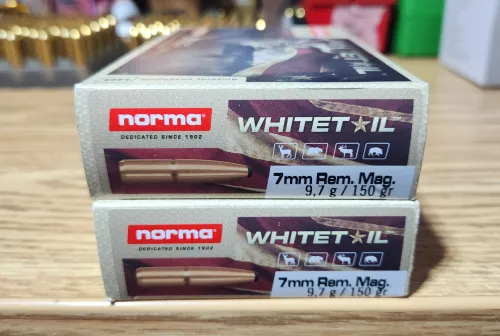 norma
DEDICATED SINCE 1902
WHITETAIL™
7mm Rem. Mag.
9,7 g / 150 gr
norma
DEDICATED SINCE 1902
WHITETAIL
7mm Rem. Mag.
9,7 g / 150 gr